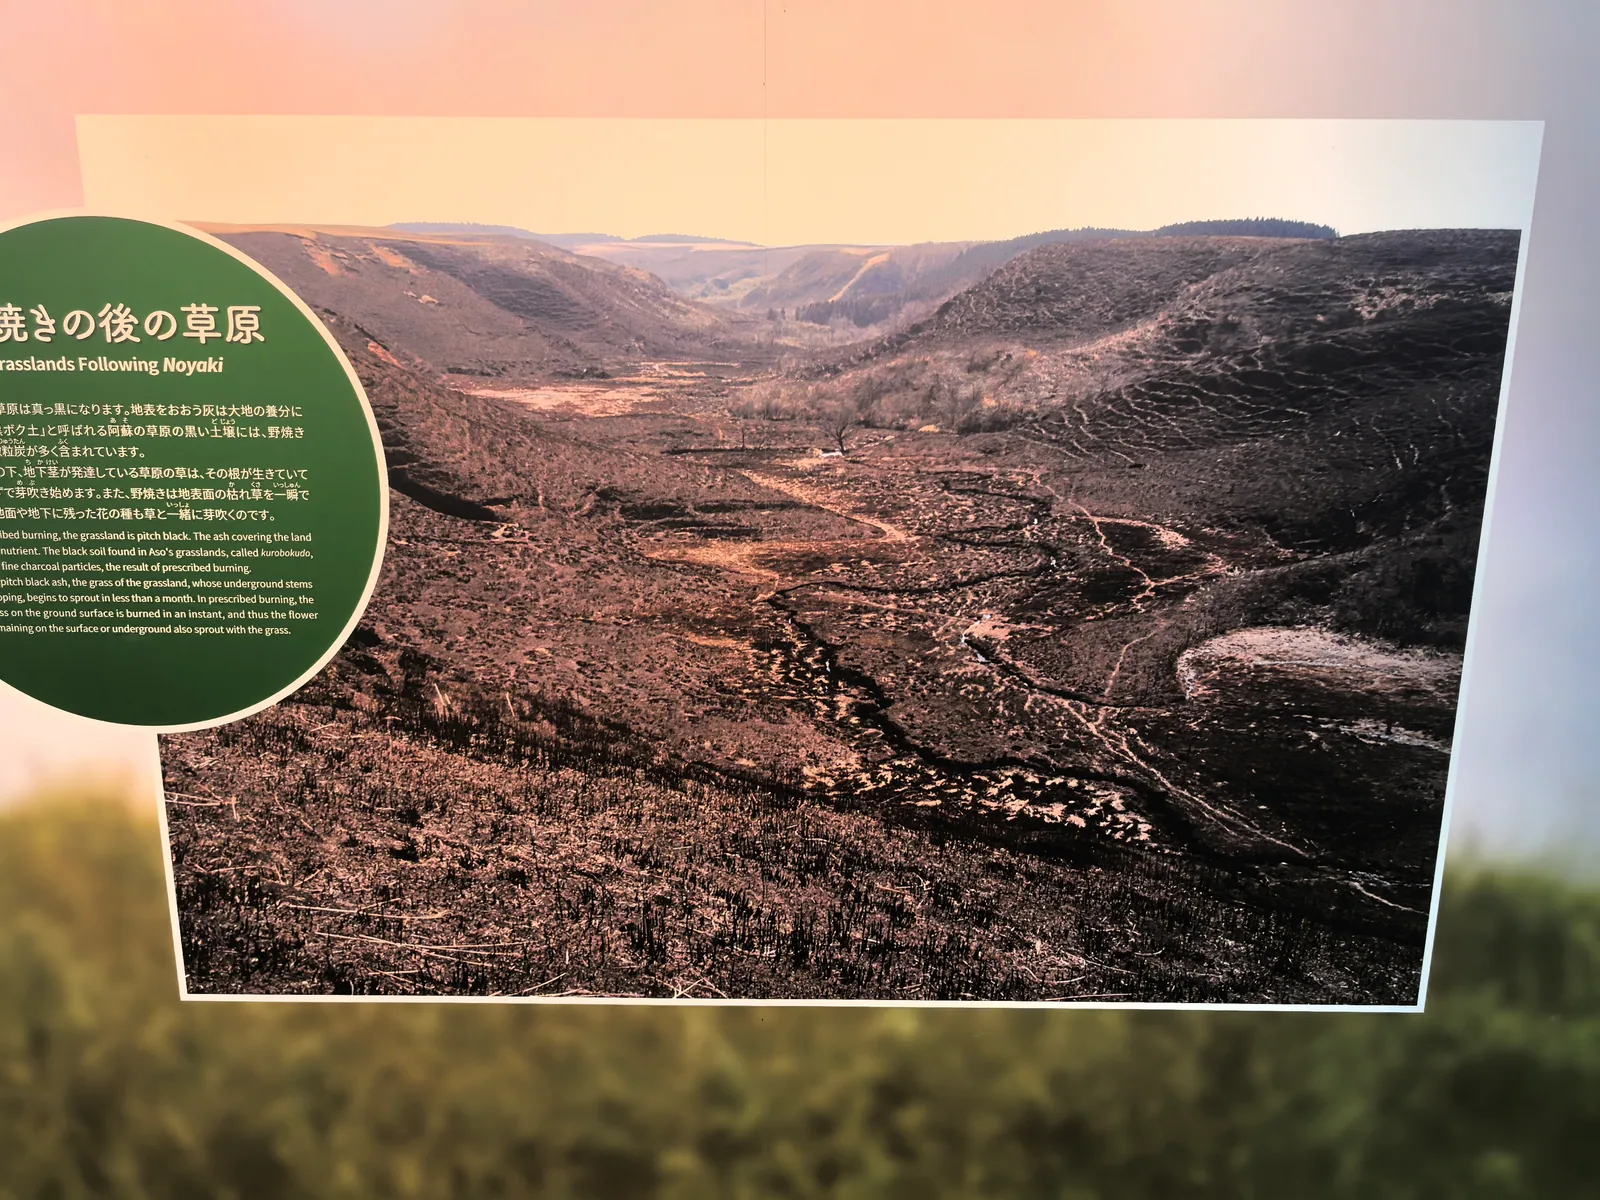 焼きの後の草原
rasslands Following Noyaki
草原は真っ黒になります。地表をおおう灰は大地の養分に
ボク土」と呼ばれる阿蘇の草原の黒い土壌には、野焼き
粒炭が多く含まれています。
の下、地下茎が発達している草原の草は、その根が生きていて
で芽吹き始めます。また、野焼きは地表面の枯れ草を一瞬で
地面や地下に残った花の種も草と一緒に芽吹くのです。
ibed burning, the grassland is pitch black. The ash covering the land
nutrient. The black soil found in Aso's grasslands, called kurobokudo,
fine charcoal particles, the result of prescribed burning.
pitch black ash, the grass of the grassland, whose underground stems
oping, begins to sprout in less than a month. In prescribed burning, the
ss on the ground surface is burned in an instant, and thus the flower
maining on the surface or underground also sprout with the grass.